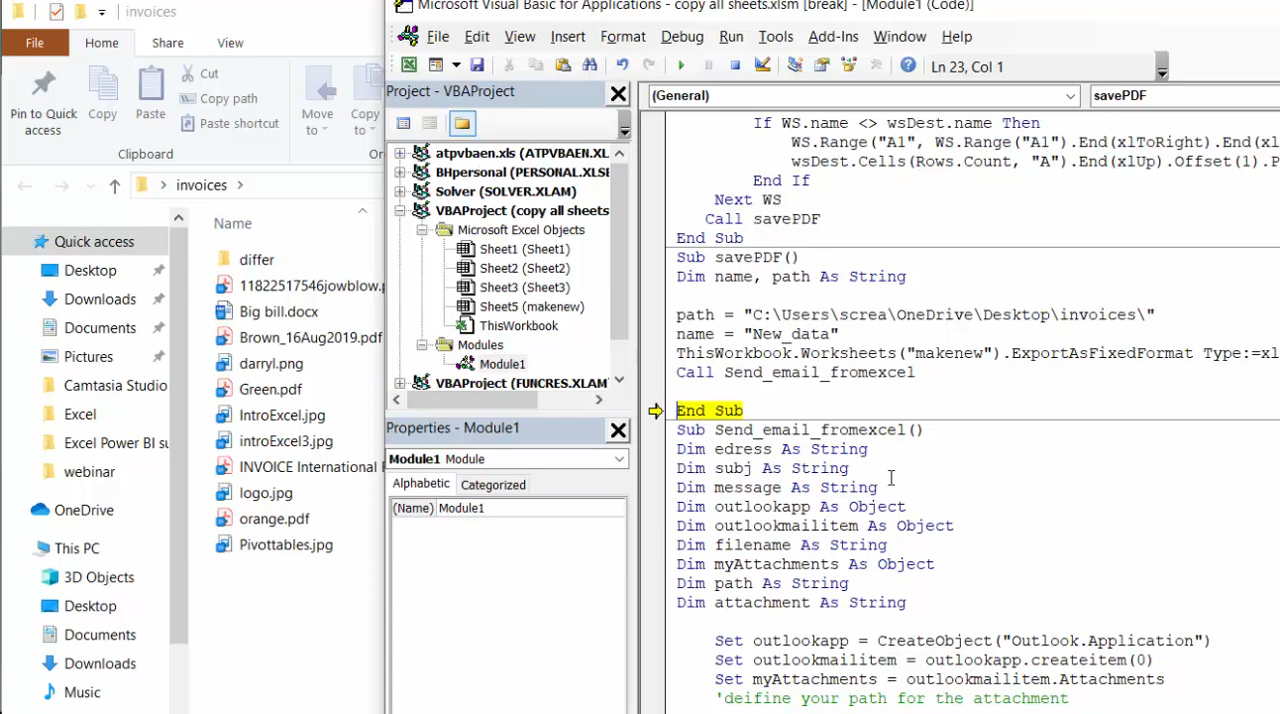 invoices
File
Home
Share
View
Pin to Quick
access
Copy
Paste
Cut
Copy path
Paste shortcut
Move
to
Copy
to
Clipboard
invoices
Name
Quick access
Desktop
Downloads
Documents
Pictures
Camtasia Studio
Excel
Excel Power BI su
webinar
OneDrive
This PC
3D Objects
Desktop
Documents
Downloads
Music
differ
11822517546jowblow.p
Big bill.docx
Brown_16Aug2019.pdf
darryl.png
Green.pdf
IntroExcel.jpg
introExcel3.jpg
INVOICE International
logo.jpg
orange.pdf
Pivottables.jpg
Microsoft Visual Basic for Applications - copy all sheets.xlsm [break] - [Module1 (Code)]
File Edit View Insert Format Debug Run Tools Add-Ins Window Help
Ln 23, Col 1
Project - VBAProject
atpvbaen.xls (ATPVBAEN.XL
BHpersonal (PERSONAL.XLSE
Solver (SOLVER.XLAM)
VBAProject (copy all sheets
Microsoft Excel Objects
Sheet1 (Sheet1)
Sheet2 (Sheet2)
Sheet3 (Sheet3)
Sheet5 (makenew)
ThisWorkbook
Modules
Module1
VBAProject (FUNCRES.XLAM)
Properties - Module1
Module1 Module
Alphabetic
Categorized
(Name) Module1
(General)
savePDF
If WS.name <> wsDest.name Then
WS.Range("A1", WS.Range("A1").End(xlToRight).End(xl
wsDest.Cells(Rows.Count, "A").End(xlUp).Offset(1).P
End If
Next WS
Call savePDF
End Sub
Sub savePDF()
Dim name, path As String
path = "C:\Users\screa\OneDrive\Desktop\invoices\"
name = "New_data"
ThisWorkbook.Worksheets("makenew").ExportAsFixedFormat Type:=xl
Call Send_email_fromexcel
End Sub
Sub Send_email_fromexcel()
Dim edress As String
Dim subj As String
Dim message As String
Dim outlookapp As Object
Dim outlookmailitem As Object
Dim filename As String
Dim myAttachments As Object
Dim path As String
Dim attachment As String
Set outlookapp = CreateObject("Outlook.Application")
Set outlookmailitem = outlookapp.createitem(0)
Set myAttachments = outlookmailitem.Attachments
'deifine your path for the attachment